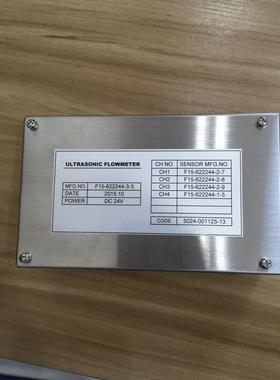 ULTRASONIC FLOWMETER
MFG.NO. F15-622244-3-3
DATE 2015.10
POWER DC 24V
CH NO. SENSOR MFG.NO.
CH1 F15-622244-2-7
CH2 F15-622244-2-8
CH3 F15-622244-2-9
CH4 F15-622244-1-3
CODE 5024-001125-13